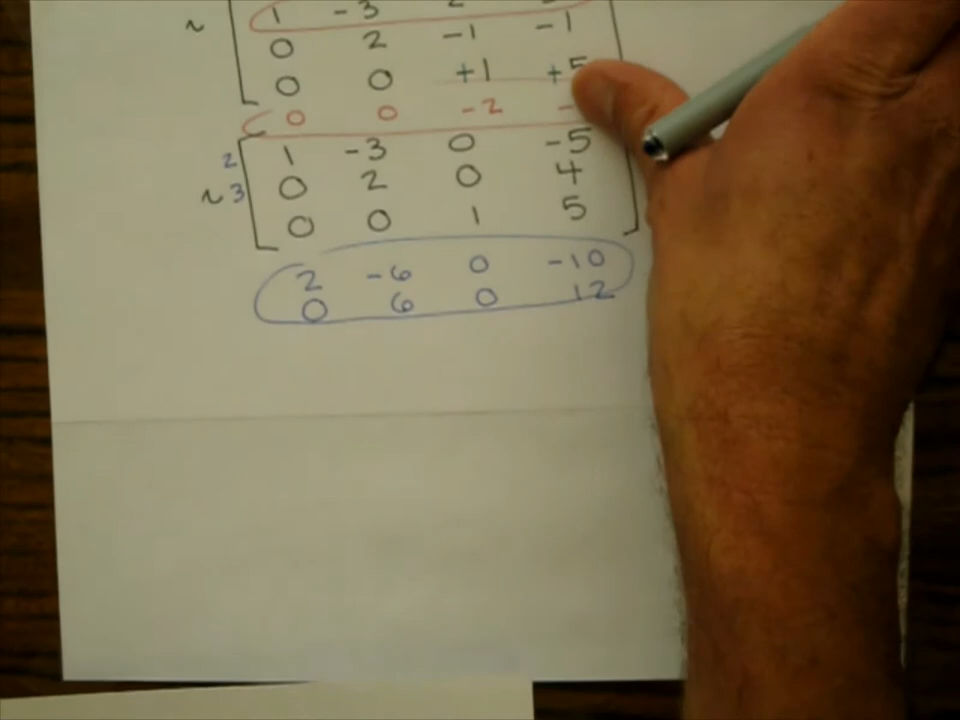 ~ 1 -3 2
0 2 -1 -1
0 0 +1 +5
0 0 -2 -
2 1 -3 0 -5
~ 3 0 2 0 4
0 0 1 5
2 -6 0 -10
0 6 0 12